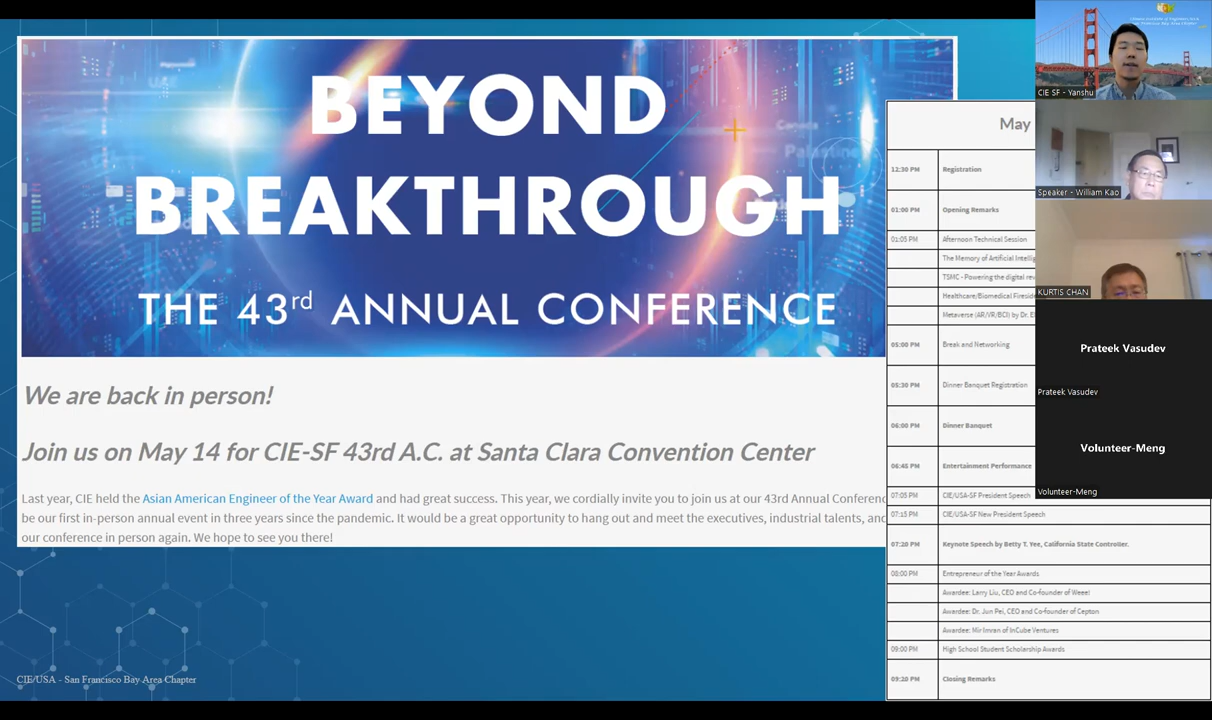 BEYOND
BREAKTHROUGH
THE 43rd ANNUAL CONFERENCE
We are back in person!
Join us on May 14 for CIE-SF 43rd A.C. at Santa Clara Convention Center
Last year, CIE held the Asian American Engineer of the Year Award and had great success. This year, we cordially invite you to join us at our 43rd Annual Conferenc
be our first in-person annual event in three years since the pandemic. It would be a great opportunity to hang out and meet the executives, industrial talents, and
our conference in person again. We hope to see you there!
CIE/USA - San Francisco Bay Area Chapter
May
12:30 PM Registration
01:00 PM Opening Remarks
01:05 PM Afternoon Technical Session
The Memory of Artificial Intellig
TSMC - Powering the digital rev
Healthcare/Biomedical Fireside
Metaverse (AR/VR/BCI) by Dr. El
05:00 PM Break and Networking
05:30 PM Dinner Banquet Registration
06:00 PM Dinner Banquet
06:45 PM Entertainment Performance
07:05 PM CIE/USA-SF President Speech
07:15 PM CIE/USA-SF New President Speech
07:20 PM Keynote Speech by Betty T. Yee, California State Controller.
08:00 PM Entrepreneur of the Year Awards
Awardee: Larry Liu, CEO and Co-founder of Weee!
Awardee: Dr. Jun Pei, CEO and Co-founder of Cepton
Awardee: Mir Imran of InCube Ventures
09:00 PM High School Student Scholarship Awards
09:20 PM Closing Remarks
CIE SF - Yanshu
Speaker - William Kao
KURTIS CHAN
Prateek Vasudev
Prateek Vasudev
Volunteer-Meng
Volunteer-Meng